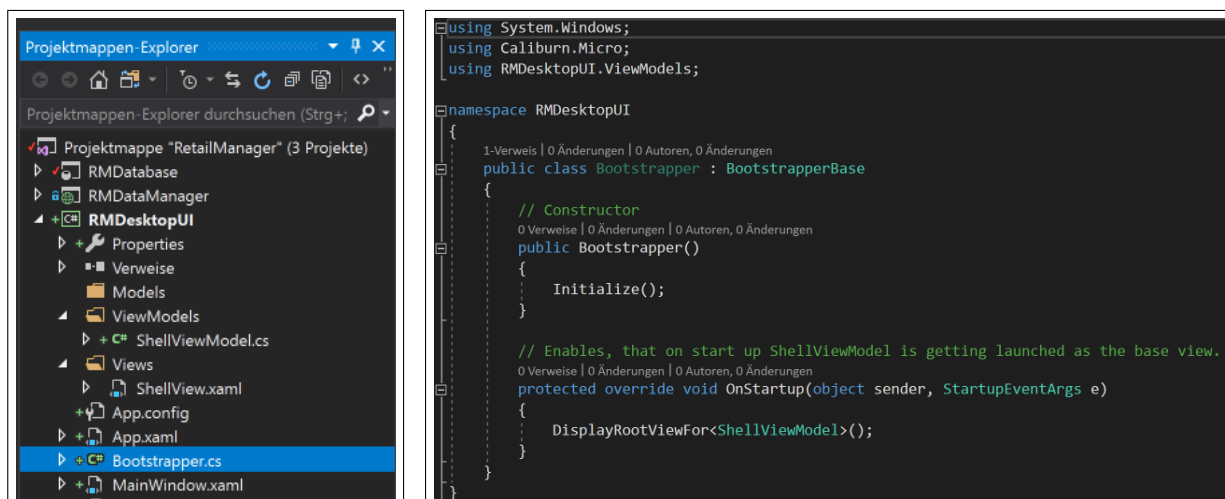 Projektmappen-Explorer
Projektmappen-Explorer durchsuchen (Strg+;
Projektmappe "RetailManager" (3 Projekte)
RMDatabase
RMDataManager
RMDesktopUI
Properties
Verweise
Models
ViewModels
ShellViewModel.cs
Views
ShellView.xaml
App.config
App.xaml
Bootstrapper.cs
MainWindow.xaml
using System.Windows;
using Caliburn.Micro;
using RMDesktopUI.ViewModels;
namespace RMDesktopUI
{
1-Verweis | 0 Änderungen | 0 Autoren, 0 Änderungen
public class Bootstrapper : BootstrapperBase
{
// Constructor
0 Verweise | 0 Änderungen | 0 Autoren, 0 Änderungen
public Bootstrapper()
{
Initialize();
}
// Enables, that on start up ShellViewModel is getting launched as the base view.
0 Verweise | 0 Änderungen | 0 Autoren, 0 Änderungen
protected override void OnStartup(object sender, StartupEventArgs e)
{
DisplayRootViewFor<ShellViewModel>();
}
}
}